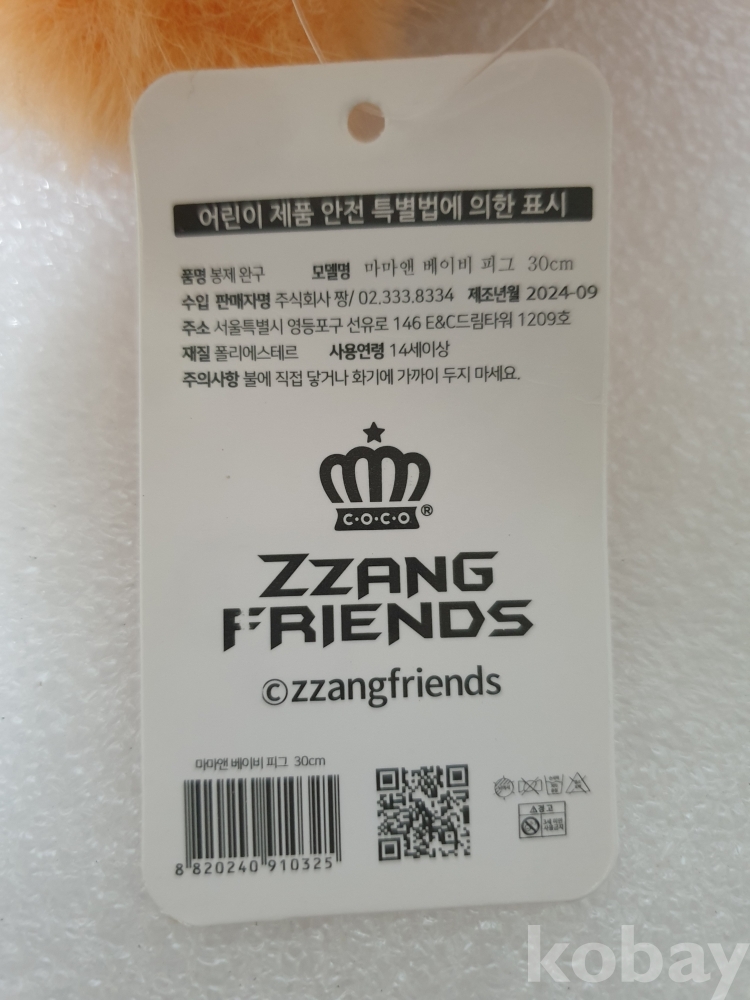 어린이 제품 안전 특별법에 의한 표시
품명 봉제 완구 모델명 마마앤 베이비 피그 30cm
수입 판매자명 주식회사 짱/ 02.333.8334 제조년월 2024-09
주소 서울특별시 영등포구 선유로 146 E&C드림타워 1209호
재질 폴리에스테르 사용연령 14세이상
주의사항 불에 직접 닿거나 화기에 가까이 두지 마세요.
C·O·C·O ®
ZZANG
FRIENDS
©zzangfriends
마마앤 베이비 피그 30cm
8 820240 910325
경고
kobay